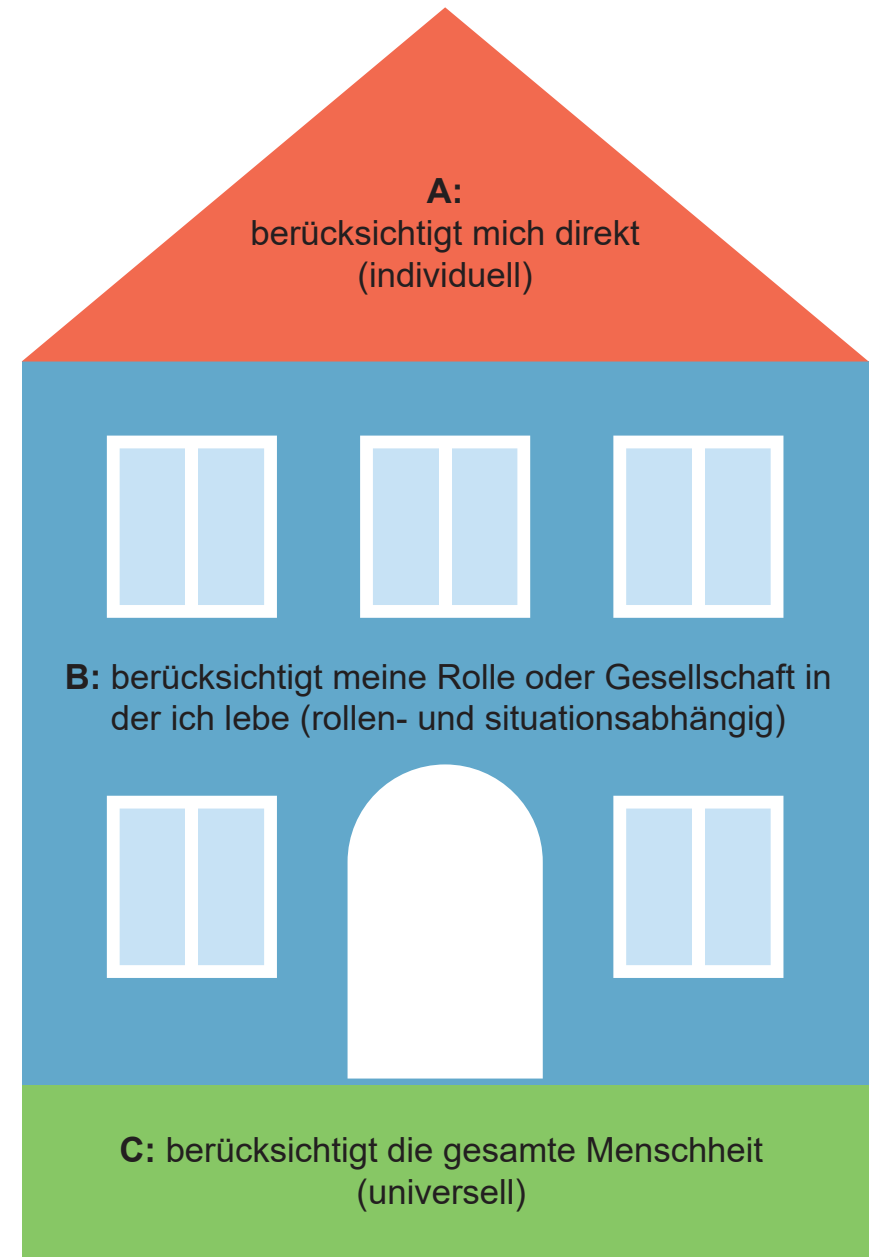 A:
berücksichtigt mich direkt
(individuell)
B: berücksichtigt meine Rolle oder Gesellschaft in
der ich lebe (rollen- und situationsabhängig)
C: berücksichtigt die gesamte Menschheit
(universell)